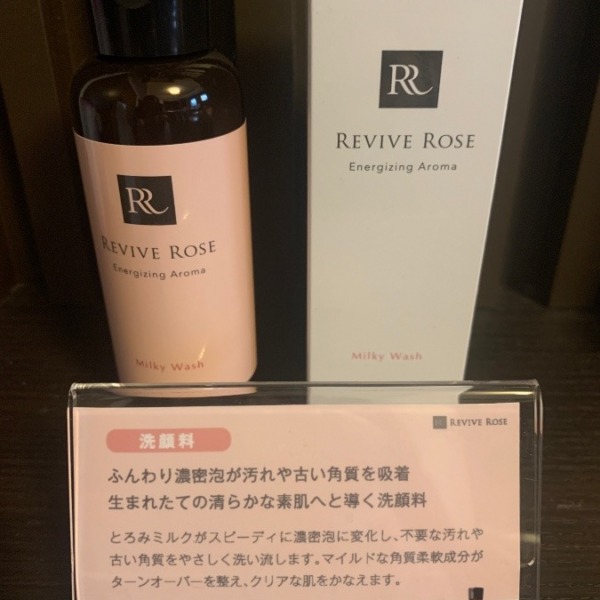 RR
REVIVE ROSE
Energizing Aroma
Milky Wash
RR
REVIVE ROSE
Energizing Aroma
Milky Wash
REVIVE ROSE
洗顔料
ふんわり濃密泡が汚れや古い角質を吸着
生まれたての清らかな素肌へと導く洗顔料
とろみミルクがスピーディに濃密泡に変化し、不要な汚れや
古い角質をやさしく洗い流します。マイルドな角質柔軟成分が
ターンオーバーを整え、クリアな肌をかなえます。